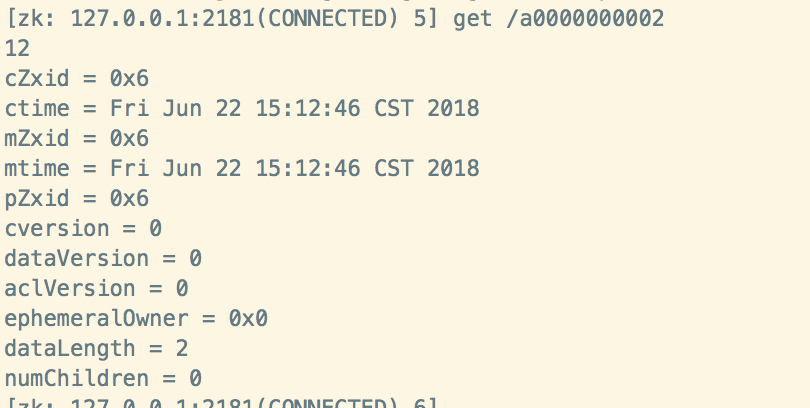 [zk: 127.0.0.1:2181(CONNECTED) 5] get /a0000000002
12
cZxid = 0x6
ctime = Fri Jun 22 15:12:46 CST 2018
mZxid = 0x6
mtime = Fri Jun 22 15:12:46 CST 2018
pZxid = 0x6
cversion = 0
dataVersion = 0
aclVersion = 0
ephemeralOwner = 0x0
dataLength = 2
numChildren = 0
[zk: 127.0.0.1:2181(CONNECTED) 6]